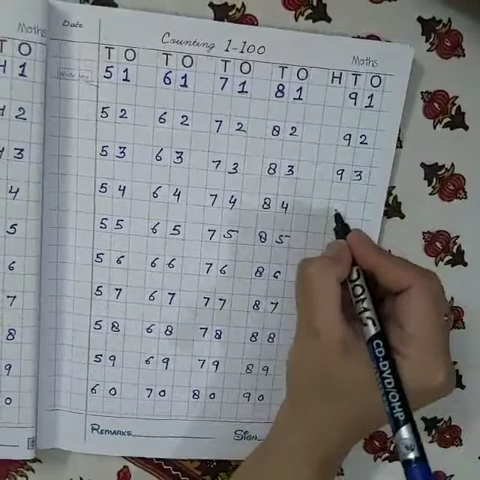 Maths
Date
Counting 1-100
Maths
T O T O T O T O T O H T O
41 51 61 71 81 91
2 52 62 72 82 92
3 53 63 73 83 93
4 54 64 74 84
5 55 65 75 85
6 56 66 76 86
7 57 67 77 87
8 58 68 78 88
9 59 69 79 89
0 60 70 80 90
Remarks Sign
CD-DVD/OHP